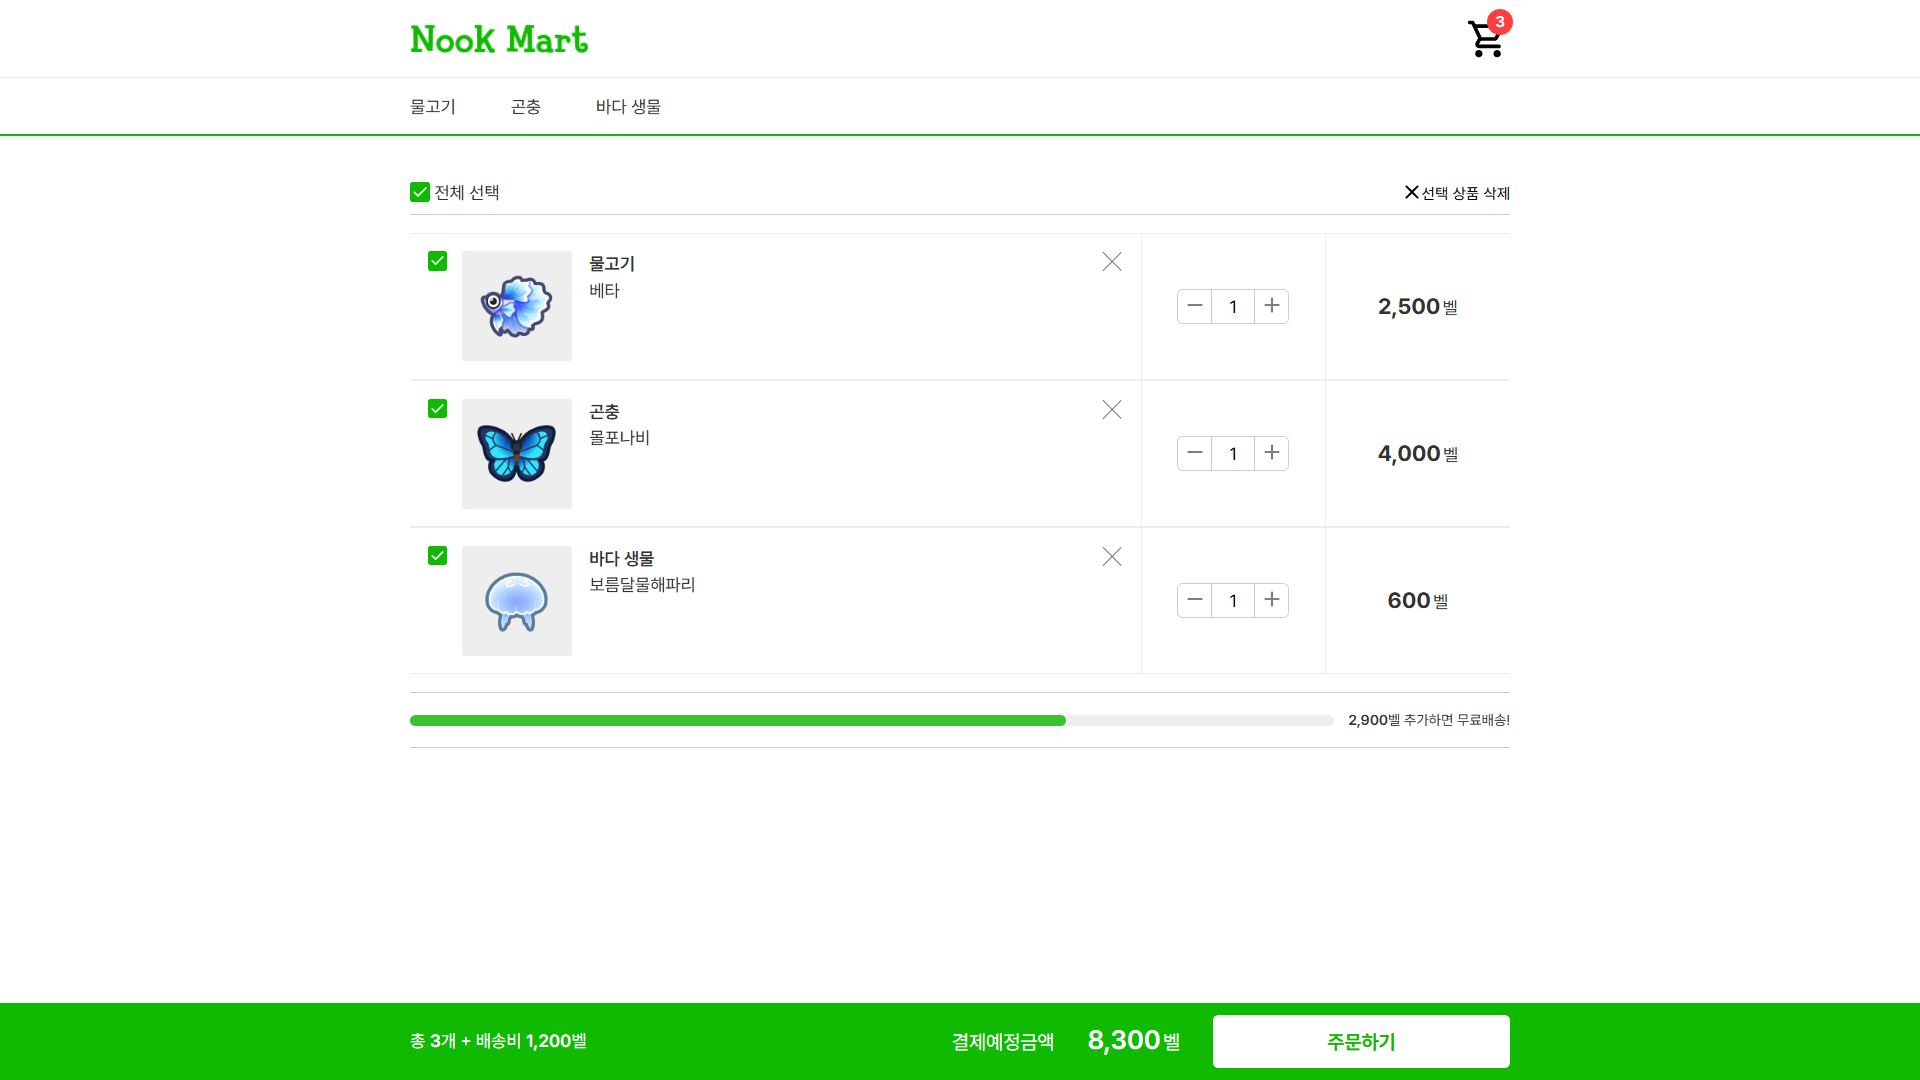 Nook Mart
3
물고기 곤충 바다 생물
전체 선택
선택 상품 삭제
물고기
베타
1
2,500벨
곤충
몰포나비
1
4,000벨
바다 생물
보름달물해파리
1
600벨
2,900벨 추가하면 무료배송!
총 3개 + 배송비 1,200벨
결제예정금액 8,300벨
주문하기